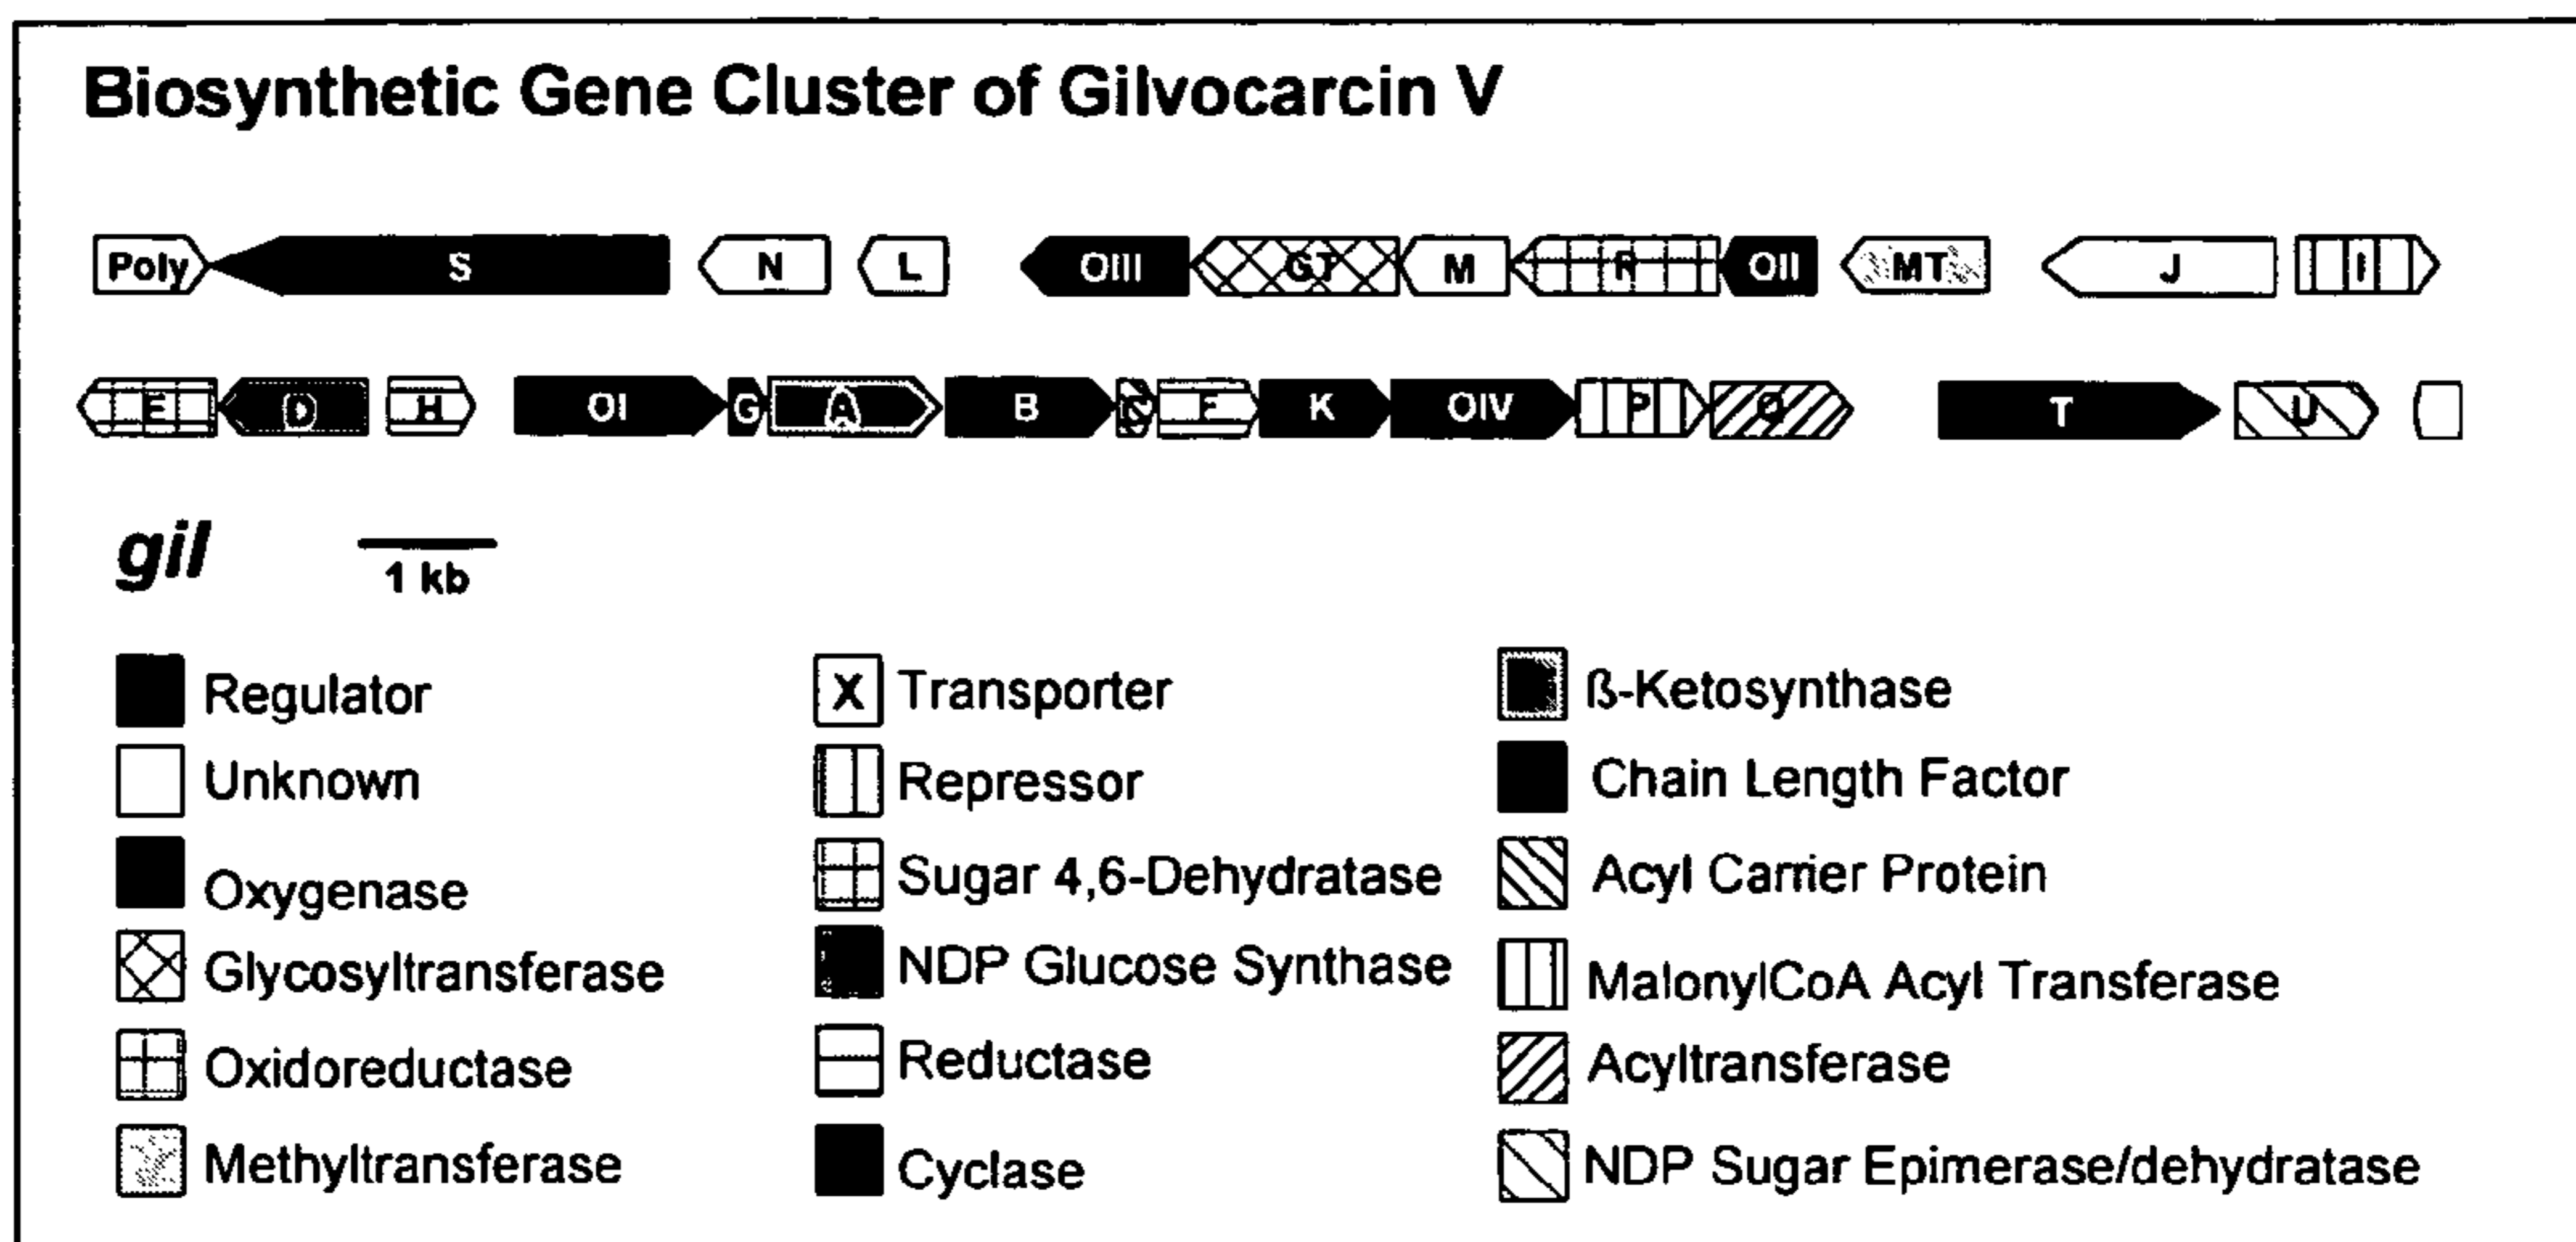 Biosynthetic Gene Cluster of Gilvocarcin V
Poly S N L OIII GT M R OII MT J I
E D H OI G A B C F K OIV P Q T U
gil
1 kb
Regulator
Unknown
Oxygenase
Glycosyltransferase
Oxidoreductase
Methyltransferase
X Transporter
Repressor
Sugar 4,6-Dehydratase
NDP Glucose Synthase
Reductase
Cyclase
ß-Ketosynthase
Chain Length Factor
Acyl Carrier Protein
MalonylCoA Acyl Transferase
Acyltransferase
NDP Sugar Epimerase/dehydratase